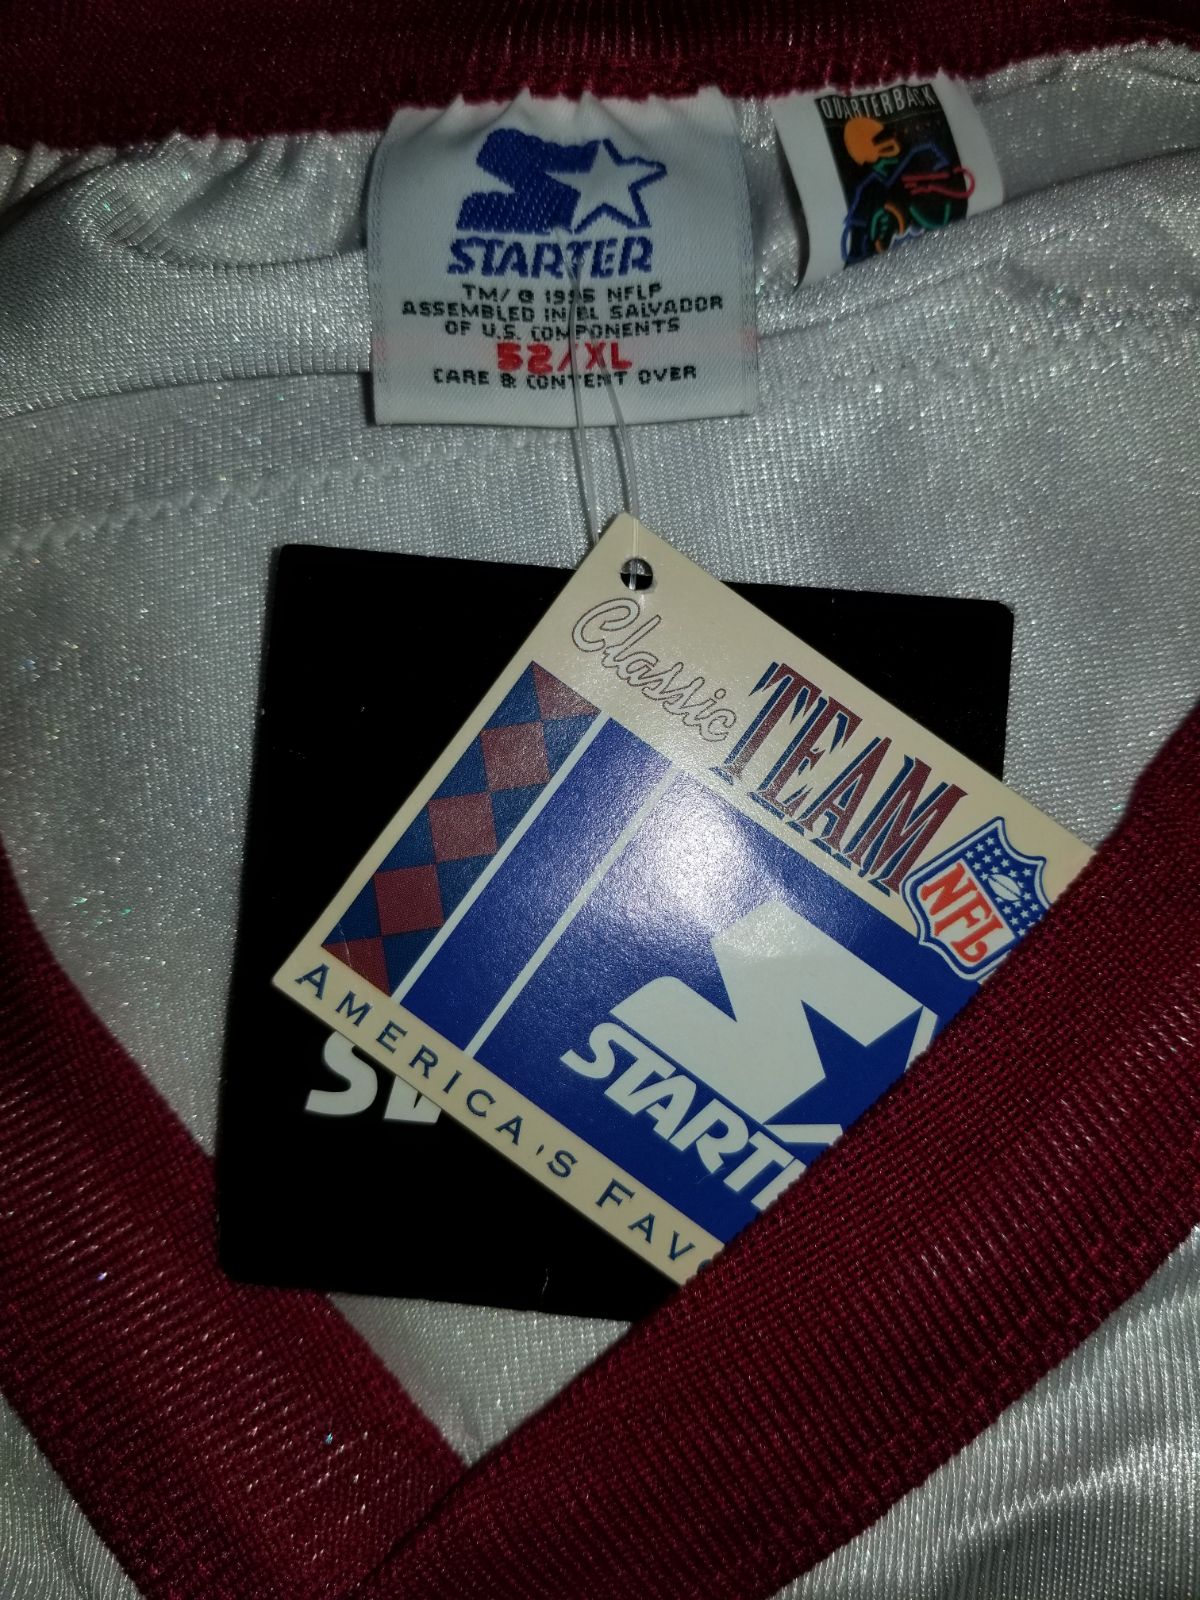 STARTER
TM/ © 1995 NFLP
ASSEMBLED IN EL SALVADOR
OF U.S. COMPONENTS
52/XL
CARE & CONTENT OVER
QUARTERBACK
Classic TEAM
NFL
STARTE
AMERICA'S FAV